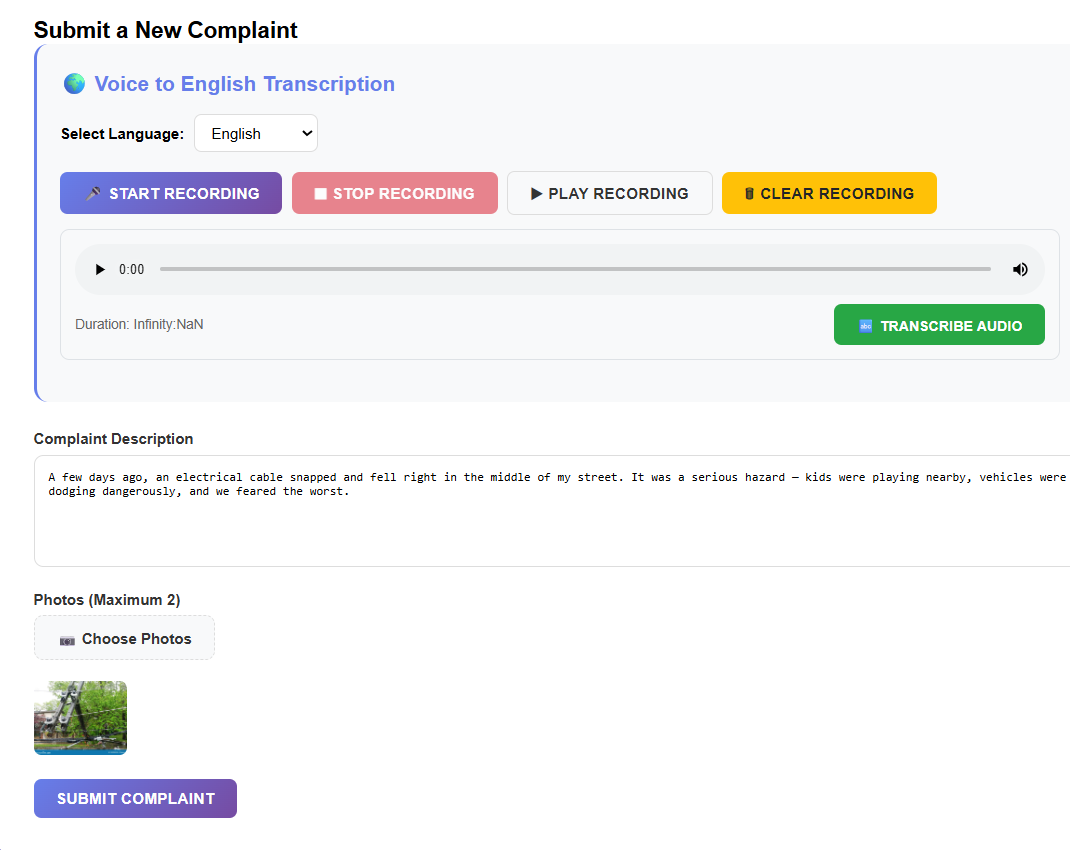 Submit a New Complaint
Voice to English Transcription
Select Language: English
START RECORDING STOP RECORDING PLAY RECORDING CLEAR RECORDING
0:00
Duration: Infinity:NaN
abc TRANSCRIBE AUDIO
Complaint Description
A few days ago, an electrical cable snapped and fell right in the middle of my street. It was a serious hazard — kids were playing nearby, vehicles were
dodging dangerously, and we feared the worst.
Photos (Maximum 2)
Choose Photos
SUBMIT COMPLAINT